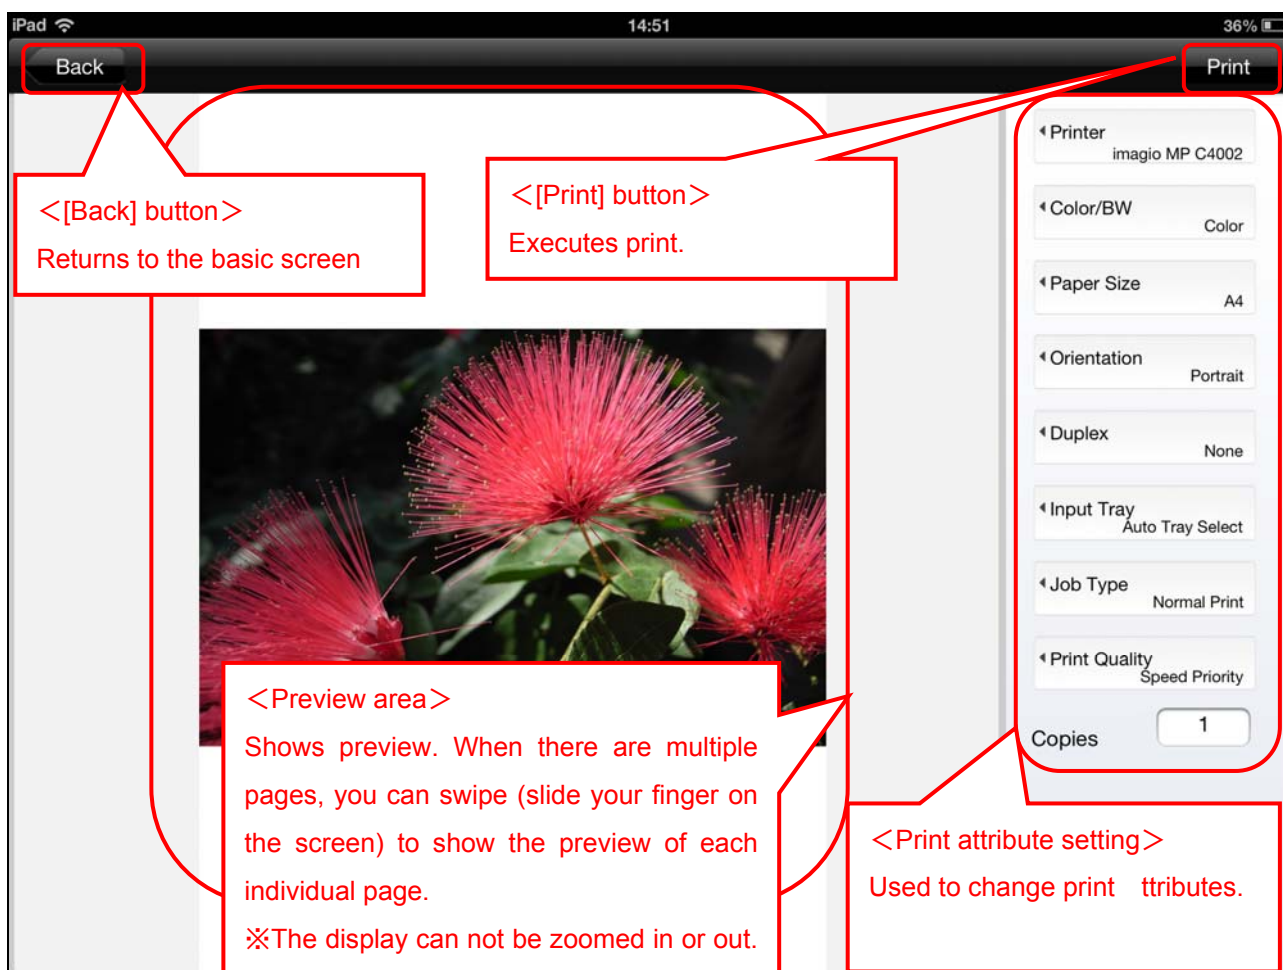 iPad 14:51 36%
Back Print
<[Back] button>
Returns to the basic screen
<[Print] button>
Executes print.
Printer
imagio MP C4002
Color/BW
Color
Paper Size
A4
Orientation
Portrait
Duplex
None
Input Tray
Auto Tray Select
Job Type
Normal Print
Print Quality
Speed Priority
Copies 1
<Preview area>
Shows preview. When there are multiple
pages, you can swipe (slide your finger on
the screen) to show the preview of each
individual page.
※The display can not be zoomed in or out.
<Print attribute setting>
Used to change print ttributes.